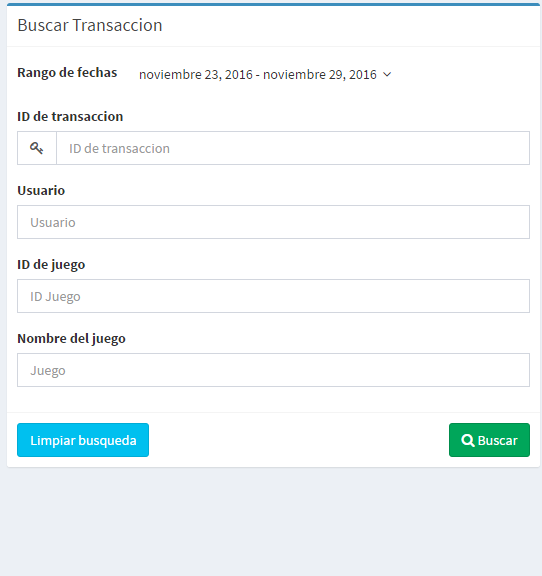 Buscar Transaccion
Rango de fechas noviembre 23, 2016 - noviembre 29, 2016
ID de transaccion
ID de transaccion
Usuario
Usuario
ID de juego
ID Juego
Nombre del juego
Juego
Limpiar busqueda Buscar